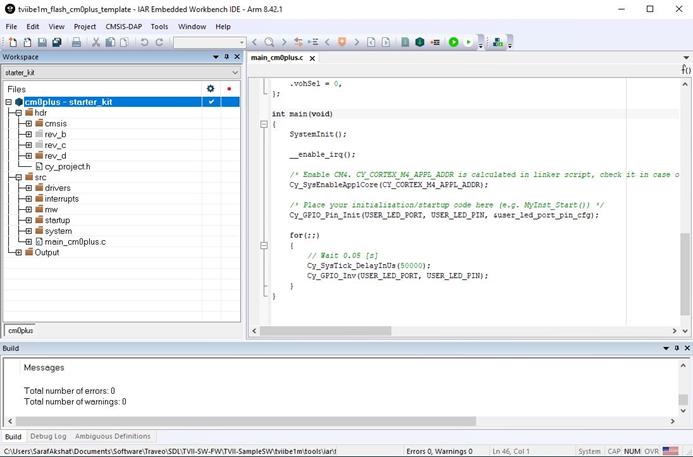 tviibe1m_flash_cm0plus_template - IAR Embedded Workbench IDE - Arm 8.42.1
File Edit View Project CMSIS-DAP Tools Window Help
Workspace
starter_kit
Files
cm0plus - starter_kit
hdr
cmsis
rev_b
rev_c
rev_d
cy_project.h
src
drivers
interrupts
mw
startup
system
main_cm0plus.c
Output
cm0plus
main_cm0plus.c x
f()
.vohSel = 0,
};
int main(void)
{
SystemInit();
__enable_irq();
/* Enable CM4. CY_CORTEX_M4_APPL_ADDR is calculated in linker script, check it in case o
Cy_SysEnableApplCore(CY_CORTEX_M4_APPL_ADDR);
/* Place your initialization/startup code here (e.g. MyInst_Start()) */
Cy_GPIO_Pin_Init(USER_LED_PORT, USER_LED_PIN, &user_led_port_pin_cfg);
for(;;)
{
// Wait 0.05 [s]
Cy_SysTick_DelayInUs(50000);
Cy_GPIO_Inv(USER_LED_PORT, USER_LED_PIN);
}
}
Build
Messages
Total number of errors: 0
Total number of warnings: 0
Build Debug Log Ambiguous Definitions
C:\Users\SarafAkshat\Documents\Software\Traveo\SDL\TVII-SW-FW\TVII-SampleSW\tviibe1m\tools\iar\ Errors 0, Warnings 0 Ln 46, Col 1 System CAP NUM OVR